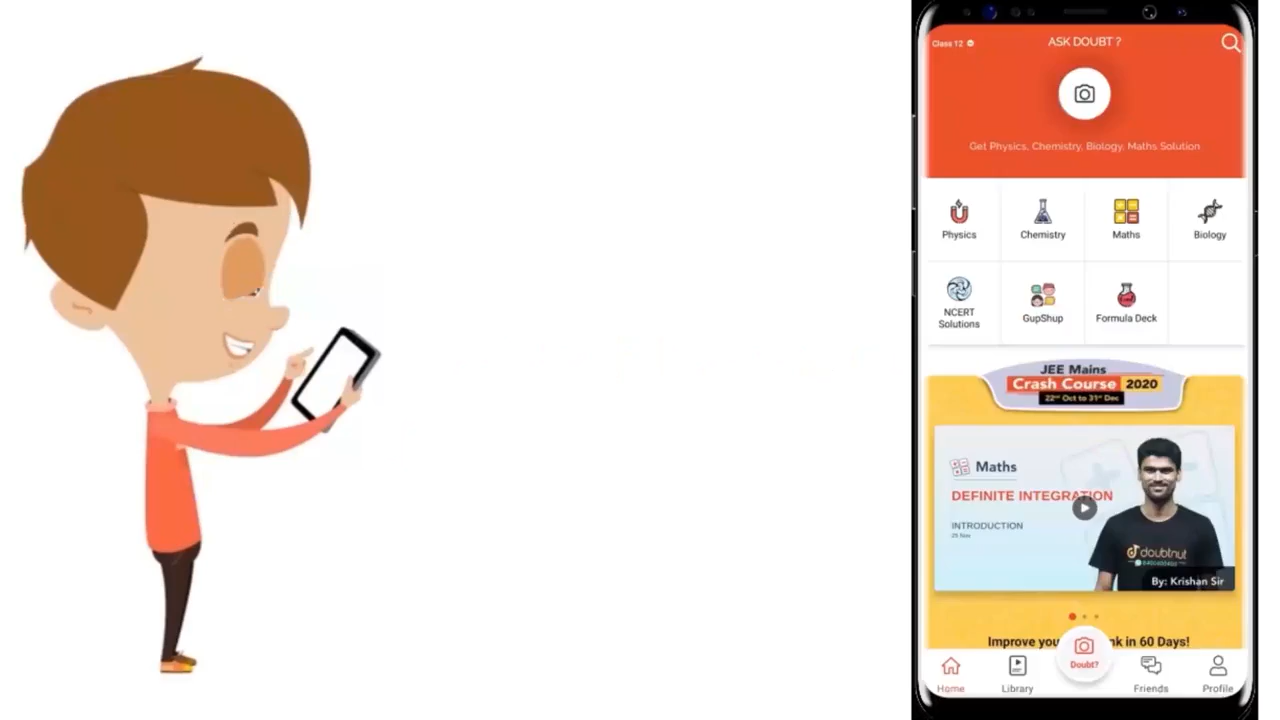 Class 12
ASK DOUBT ?
Get Physics, Chemistry, Biology, Maths Solution
Physics
Chemistry
Maths
Biology
NCERT
Solutions
GupShup
Formula Deck
JEE Mains
Crash Course 2020
22nd Oct to 31st Dec
Maths
DEFINITE INTEGRATION
INTRODUCTION
doubtnut
By: Krishan Sir
Improve your nk in 60 Days!
Doubt?
Home
Library
Friends
Profile